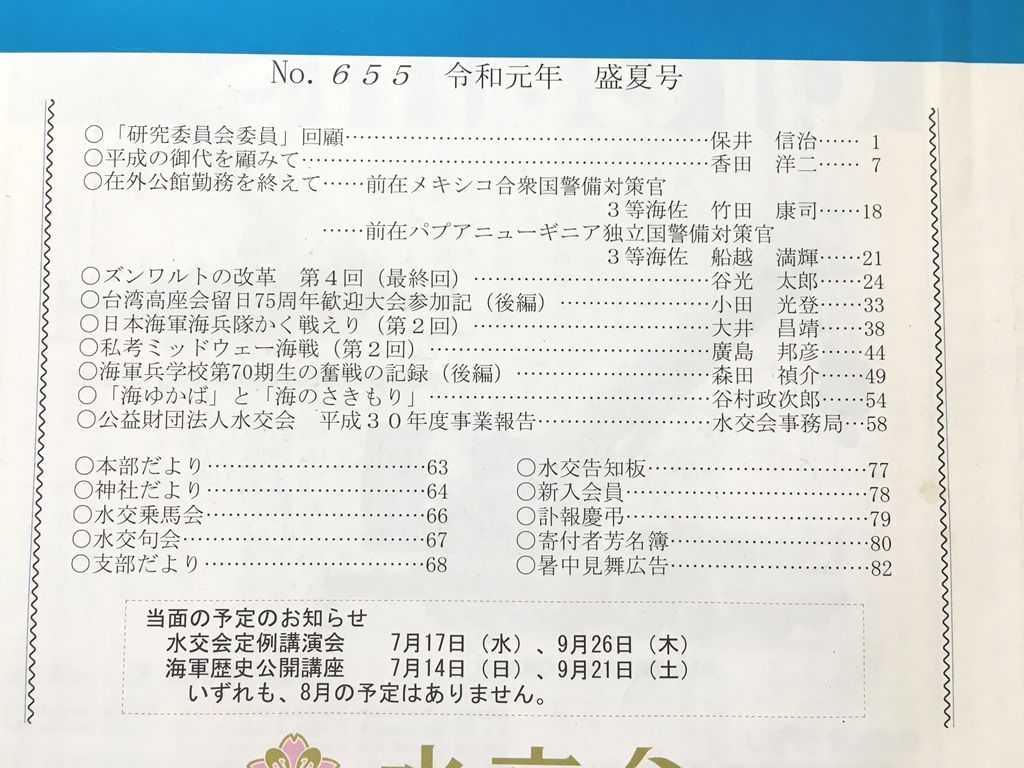 No. 655　令和元年　盛夏号
○「研究委員会委員」回顧……………………………………保井　信治…… 1
○平成の御代を顧みて…………………………………………香田　洋二…… 7
○在外公館勤務を終えて……前在メキシコ合衆国警備対策官
３等海佐　竹田　康司……18
……前在パプアニューギニア独立国警備対策官
３等海佐　船越　満輝……21
○ズンワルトの改革　第４回（最終回）………………………谷光　太郎……24
○台湾高座会留日75周年歓迎大会参加記（後編）……………小田　光登……33
○日本海軍海兵隊かく戦えり（第２回）………………………大井　昌靖……38
○私考ミッドウェー海戦（第２回）……………………………廣島　邦彦……44
○海軍兵学校第70期生の奮戦の記録（後編）…………………森田　禎介……49
○「海ゆかば」と「海のさきもり」……………………………谷村政次郎……54
○公益財団法人水交会　平成３０年度事業報告………………水交会事務局…58
○本部だより…………………………63
○神社だより…………………………64
○水交乗馬会…………………………66
○水交句会……………………………67
○支部だより…………………………68
○水交告知板…………………………77
○新入会員……………………………78
○訃報慶弔……………………………79
○寄付者芳名簿………………………80
○暑中見舞広告………………………82
当面の予定のお知らせ
水交会定例講演会　　7月17日（水）、9月26日（木）
海軍歴史公開講座　　7月14日（日）、9月21日（土）
いずれも、8月の予定はありません。
水交会